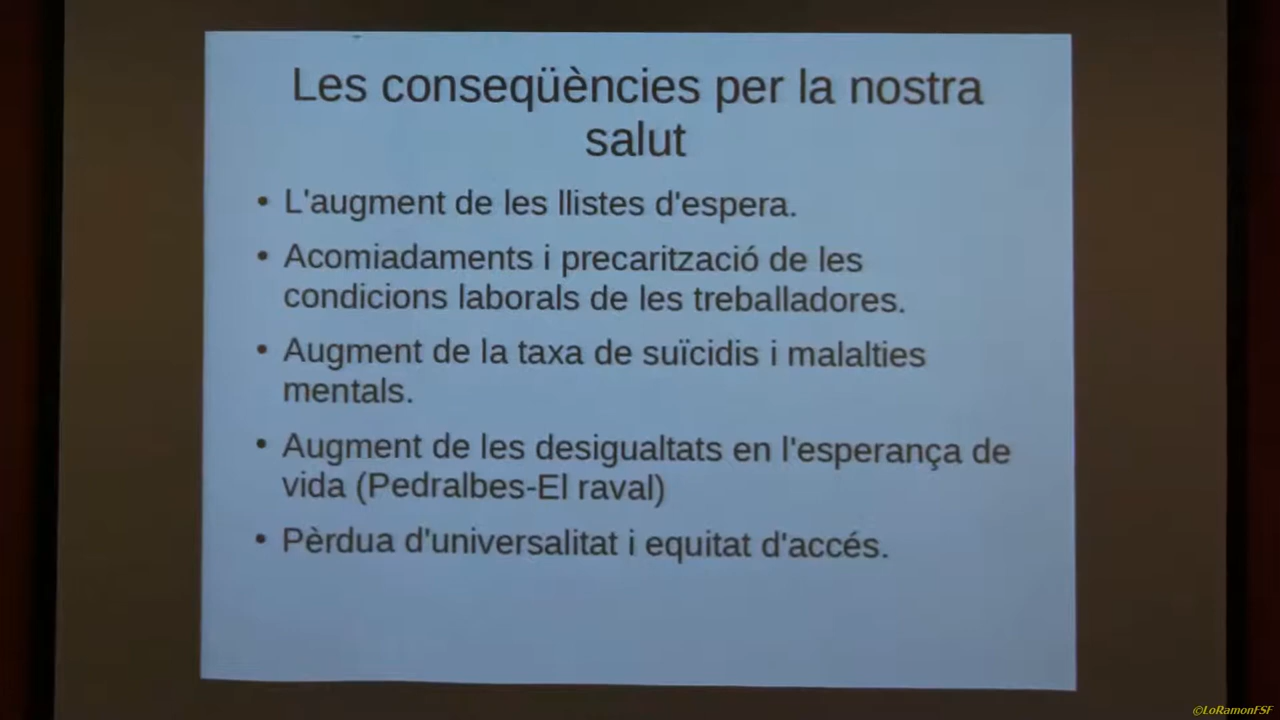 Les conseqüències per la nostra
salut
• L'augment de les llistes d'espera.
• Acomiadaments i precarització de les
condicions laborals de les treballadores.
• Augment de la taxa de suïcidis i malalties
mentals.
• Augment de les desigualtats en l'esperança de
vida (Pedralbes-El raval)
• Pèrdua d'universalitat i equitat d'accés.
©LoRamonFSF